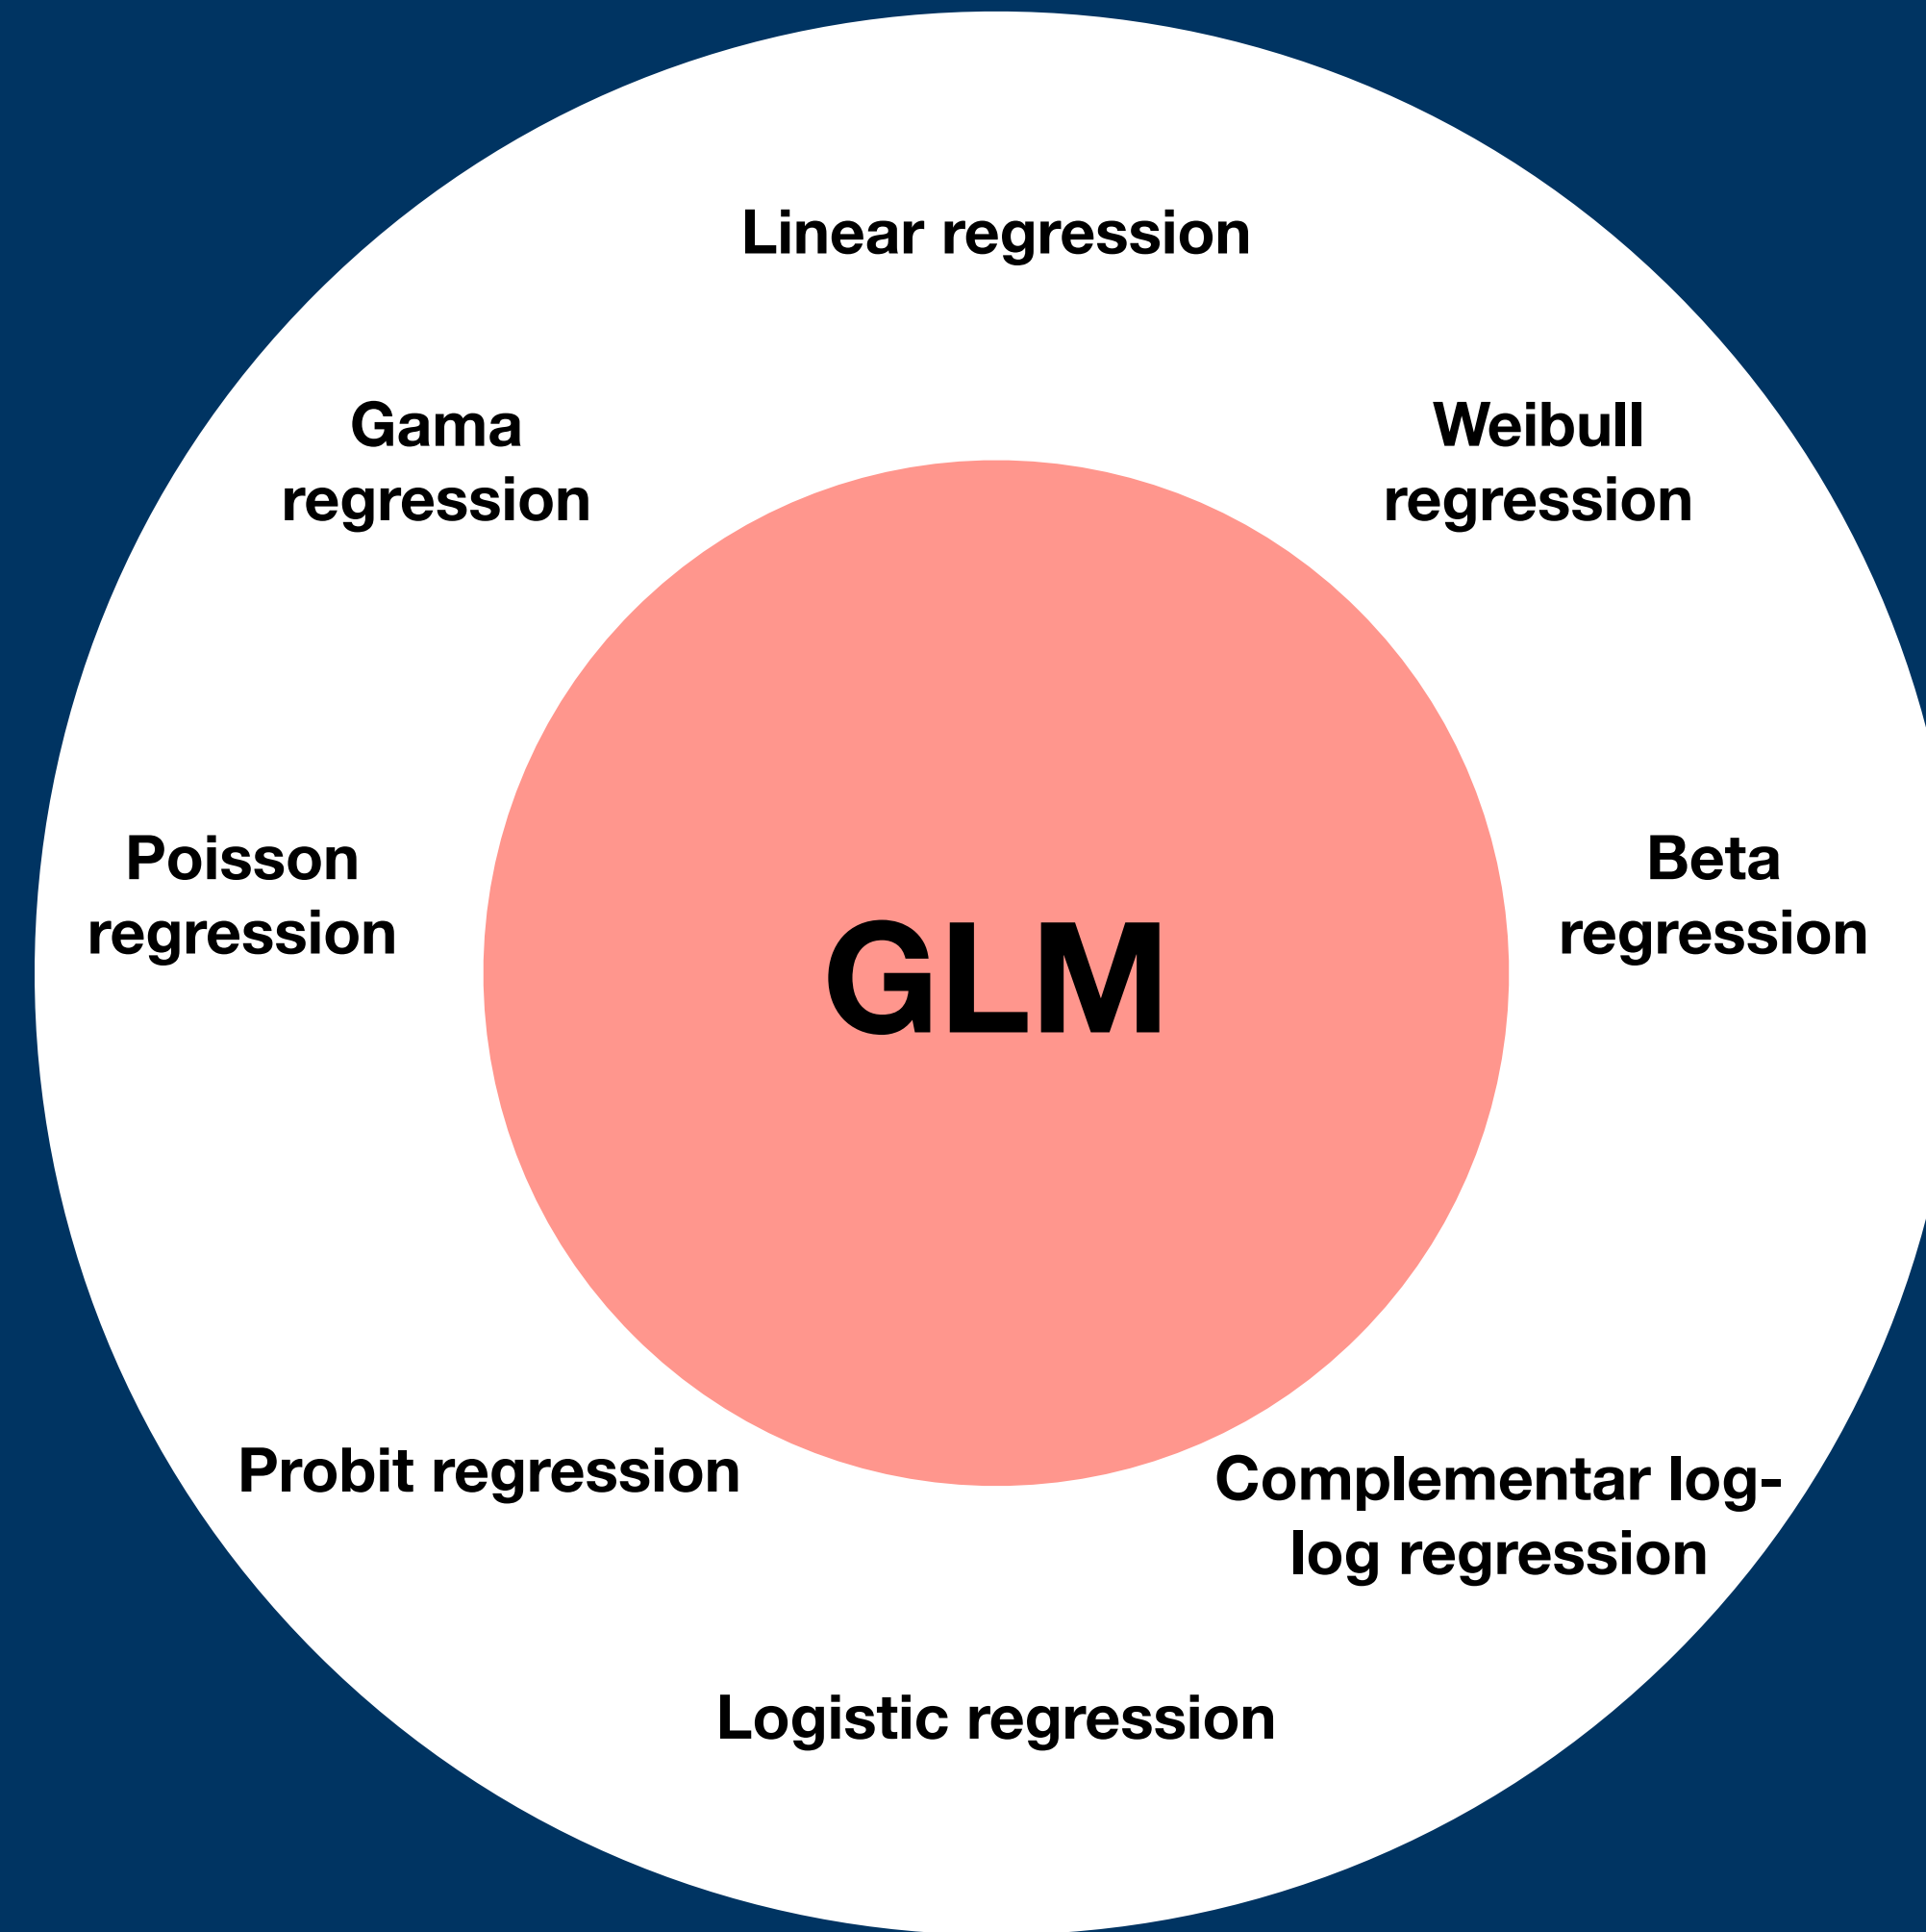 Linear regression
Gama
regression
Weibull
regression
Poisson
regression
Beta
regression
GLM
Probit regression
Complementar log-
log regression
Logistic regression